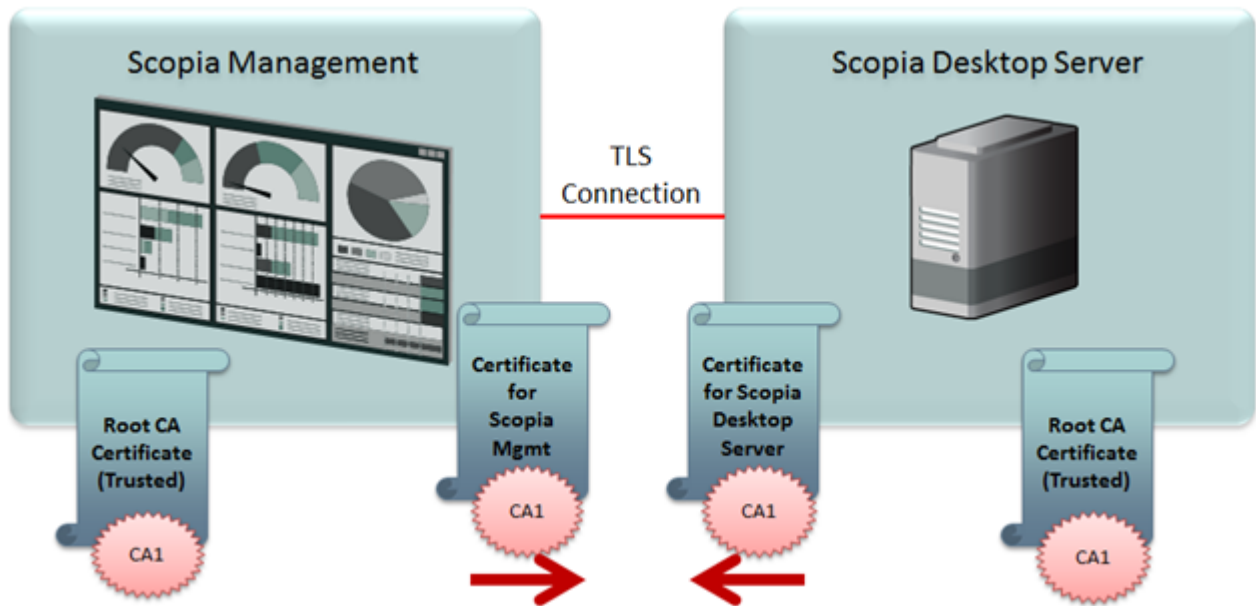 Scopia Management
Scopia Desktop Server
TLS
Connection
Root CA
Certificate
(Trusted)
CA1
Certificate
for
Scopia
Mgmt
CA1
Certificate
for Scopia
Desktop
Server
CA1
Root CA
Certificate
(Trusted)
CA1